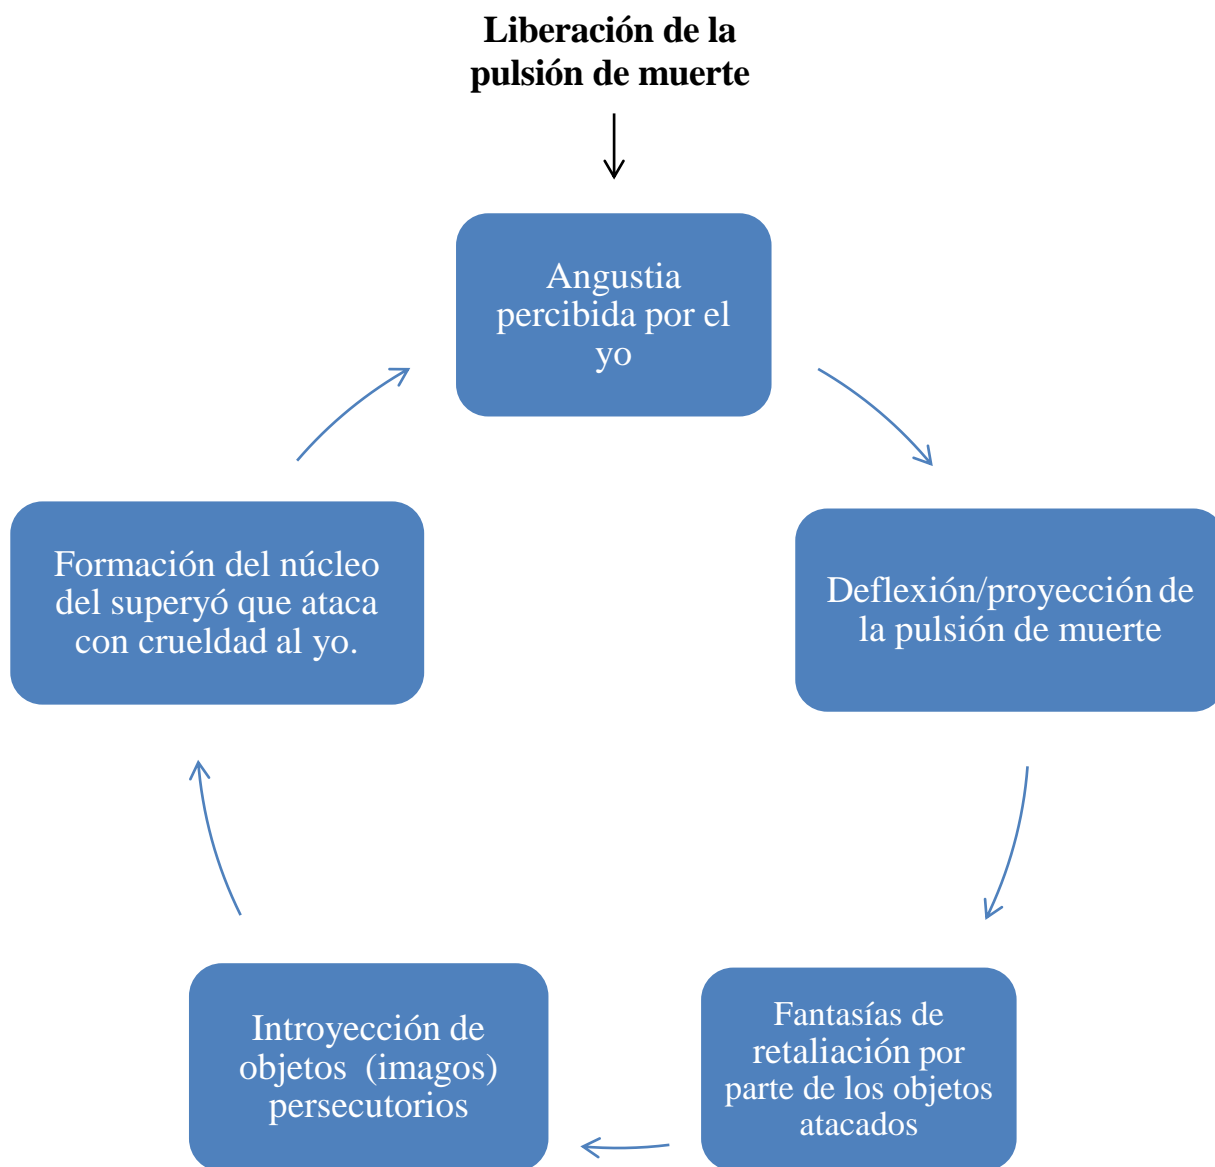 Liberación de la
pulsión de muerte
Angustia
percibida por el
yo
Deflexión/proyección de
la pulsión de muerte
Fantasías de
retaliación por
parte de los objetos
atacados
Introyección de
objetos (imagos)
persecutorios
Formación del núcleo
del superyó que ataca
con crueldad al yo.